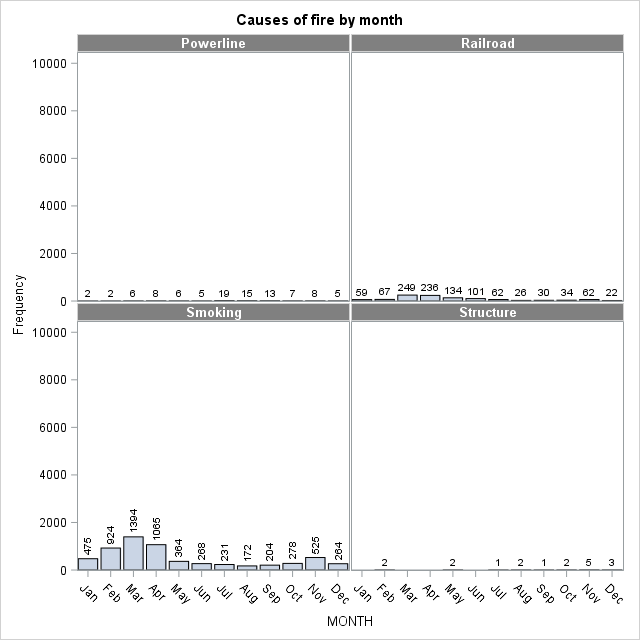 Causes of fire by month
Powerline Railroad
10000
8000
6000
4000
2000
0
2 2 6 8 6 5 19 15 13 7 8 5
59 67 249 236 134 101 62 26 30 34 62 22
Frequency
Smoking Structure
10000
8000
6000
4000
2000
0
475 924 1394 1065 364 268 231 172 204 278 525 264
2 2 1 2 1 2 5 3
Jan Feb Mar Apr May Jun Jul Aug Sep Oct Nov Dec Jan Feb Mar Apr May Jun Jul Aug Sep Oct Nov Dec
MONTH